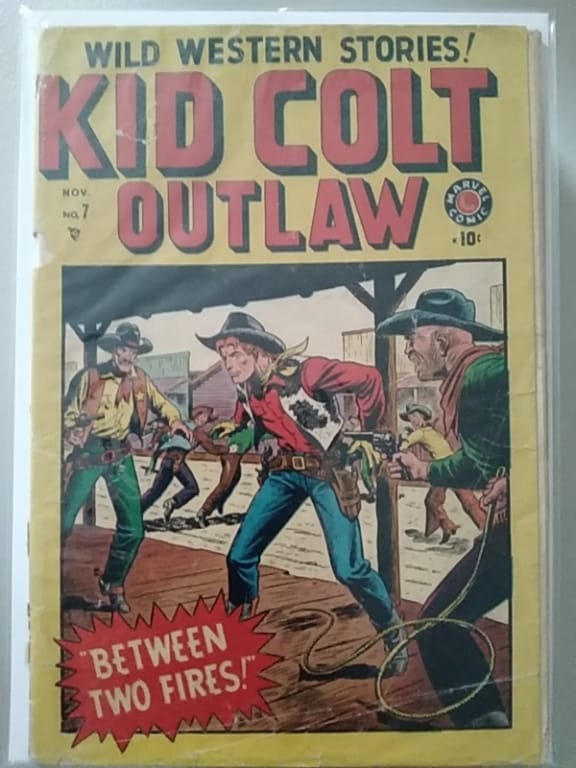 WILD WESTERN STORIES!
KID COLT
OUTLAW
NOV.
NO. 7
MARVEL
COMIC
10¢
"BETWEEN
TWO FIRES!"